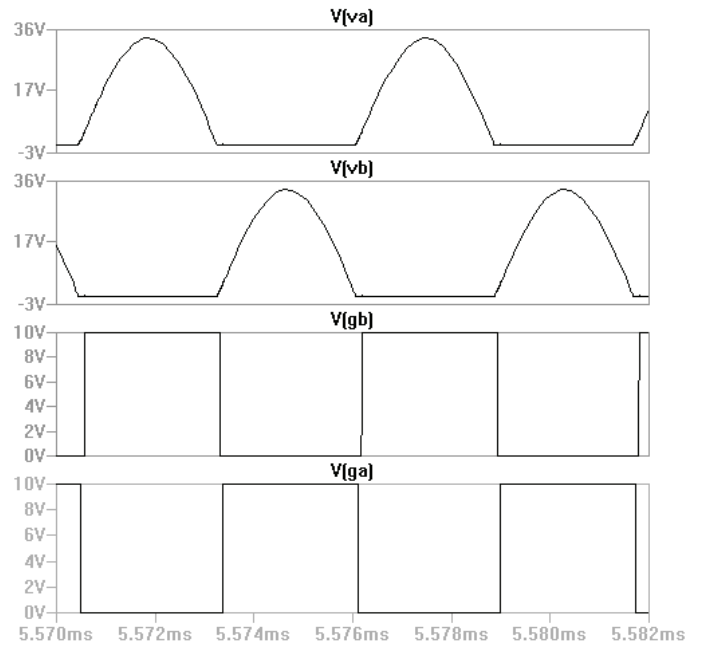 V(va)
36V
17V
-3V
V(vb)
36V
17V
-3V
V(gb)
10V
8V
6V
4V
2V
0V
V(ga)
10V
8V
6V
4V
2V
0V
5.570ms 5.572ms 5.574ms 5.576ms 5.578ms 5.580ms 5.582ms